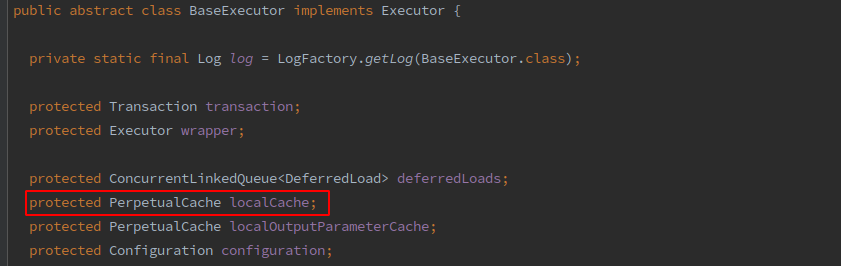 public abstract class BaseExecutor implements Executor {
private static final Log log = LogFactory.getLog(BaseExecutor.class);
protected Transaction transaction;
protected Executor wrapper;
protected ConcurrentLinkedQueue<DeferredLoad> deferredLoads;
protected PerpetualCache localCache;
protected PerpetualCache localOutputParameterCache;
protected Configuration configuration;